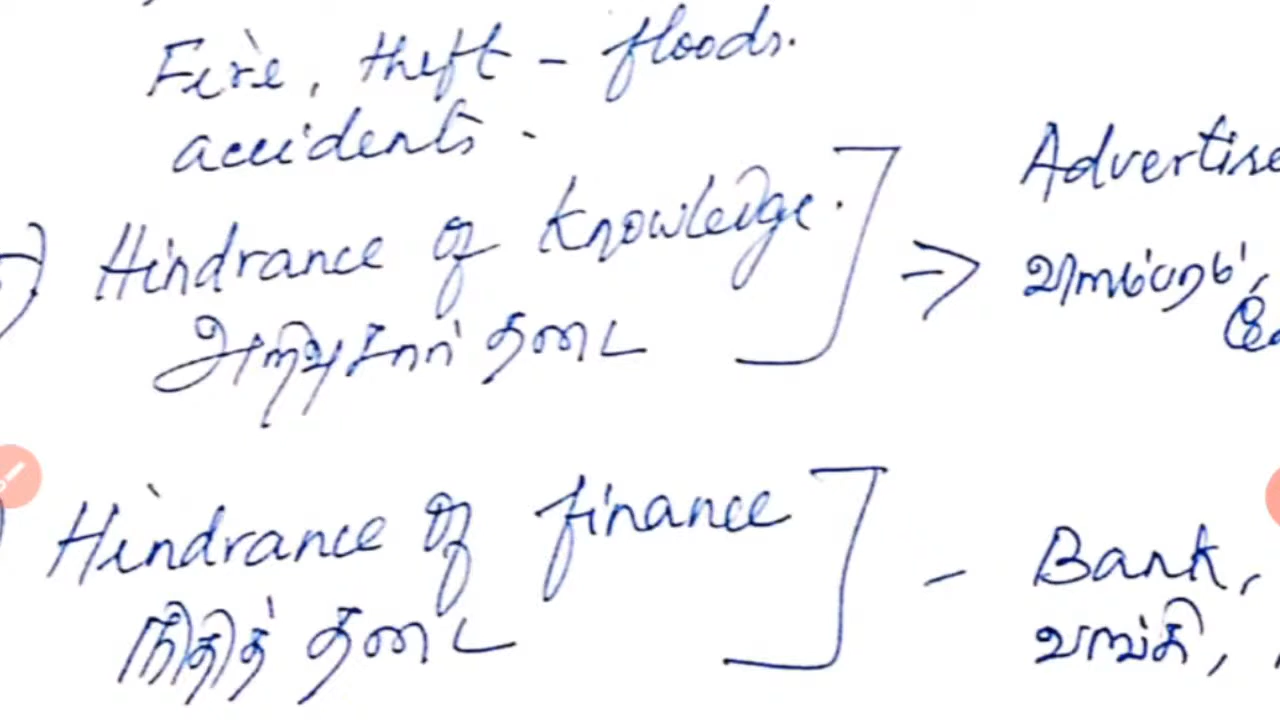 Fire, theft - floods.
accidents -
Hindrance of knowledge. ⇒ Advertise
அறிவுசார் தடை விளம்பரம்,
Hindrance of finance - Bank,
நிதித் தடை வங்கி,